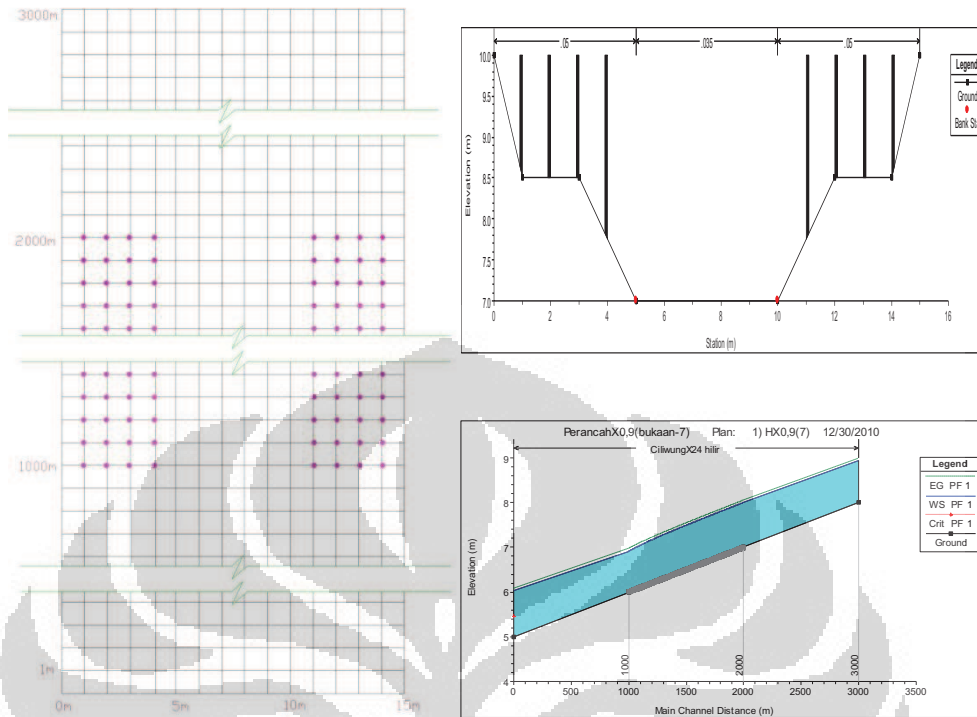 3000m
2000m
1000m
1m
0m
5m
10m
15m
.05
.035
.05
10.0
9.5
9.0
8.5
8.0
7.5
7.0
Elevation (m)
0
2
4
6
8
10
12
14
16
Station (m)
Legend
Ground
Bank Sta
PerancahX0,9(bukaan-7) Plan: 1) HX0,9(7) 12/30/2010
CiliwungX24 hilir
9
8
7
6
5
4
Elevation (m)
1000
2000
3000
0
500
1000
1500
2000
2500
3000
3500
Main Channel Distance (m)
Legend
EG PF 1
WS PF 1
Crit PF 1
Ground